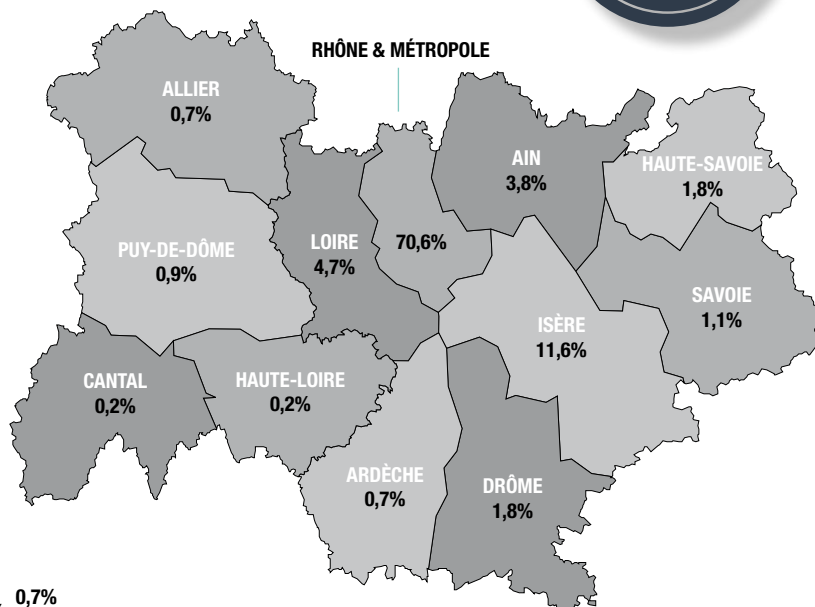 RHÔNE & MÉTROPOLE
ALLIER
0,7%
AIN
3,8%
HAUTE-SAVOIE
1,8%
PUY-DE-DÔME
0,9%
LOIRE
4,7%
70,6%
SAVOIE
1,1%
ISÈRE
11,6%
CANTAL
0,2%
HAUTE-LOIRE
0,2%
ARDÈCHE
0,7%
DRÔME
1,8%
0,7%